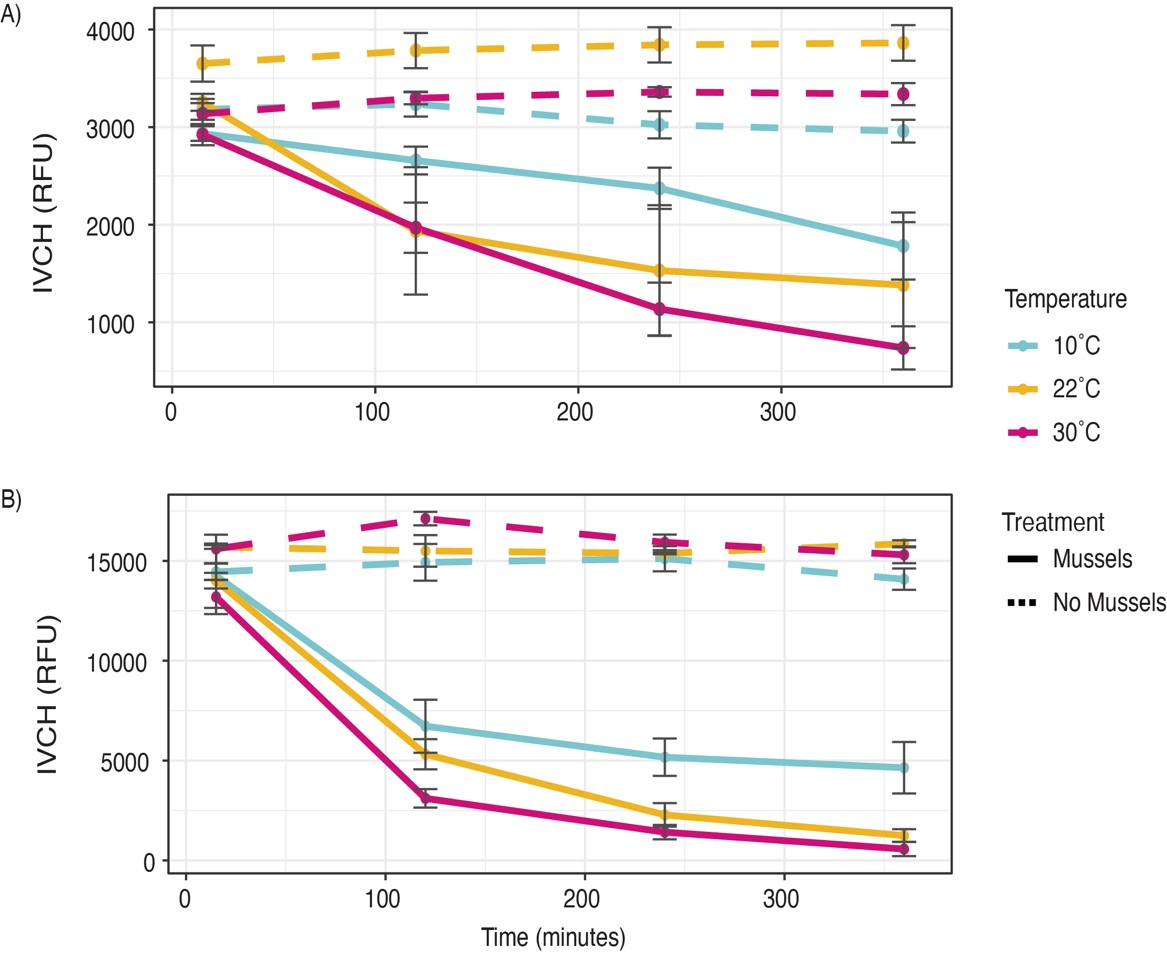 A)
4000
3000
2000
1000
IVCH (RFU)
0 100 200 300
Temperature
10°C
22°C
30°C
B)
15000
10000
5000
0
IVCH (RFU)
0 100 200 300
Time (minutes)
Treatment
Mussels
No Mussels